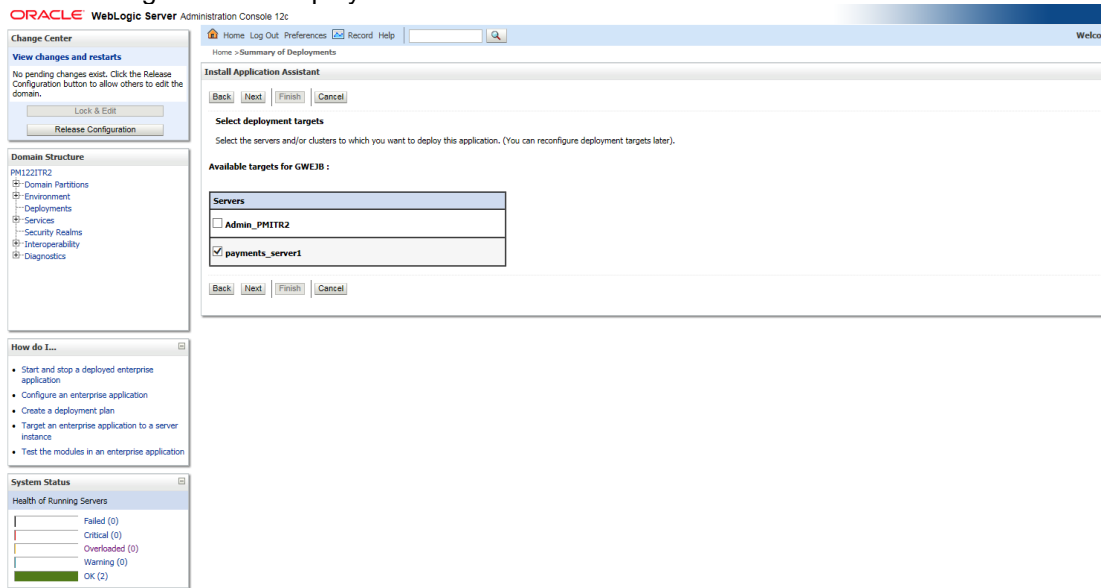 ORACLE WebLogic Server Administration Console 12c
Change Center
View changes and restarts
No pending changes exist. Click the Release
Configuration button to allow others to edit the
domain.
Lock & Edit
Release Configuration
Domain Structure
PM122ITR2
Domain Partitions
Environment
Deployments
Services
Security Realms
Interoperability
Diagnostics
How do I...
Start and stop a deployed enterprise
application
Configure an enterprise application
Create a deployment plan
Target an enterprise application to a server
instance
Test the modules in an enterprise application
System Status
Health of Running Servers
Failed (0)
Critical (0)
Overloaded (0)
Warning (0)
OK (2)
Home Log Out Preferences Record Help
Welco
Home >Summary of Deployments
Install Application Assistant
Back Next Finish Cancel
Select deployment targets
Select the servers and/or clusters to which you want to deploy this application. (You can reconfigure deployment targets later).
Available targets for GWEJB :
Servers
Admin_PMITR2
payments_server1
Back Next Finish Cancel